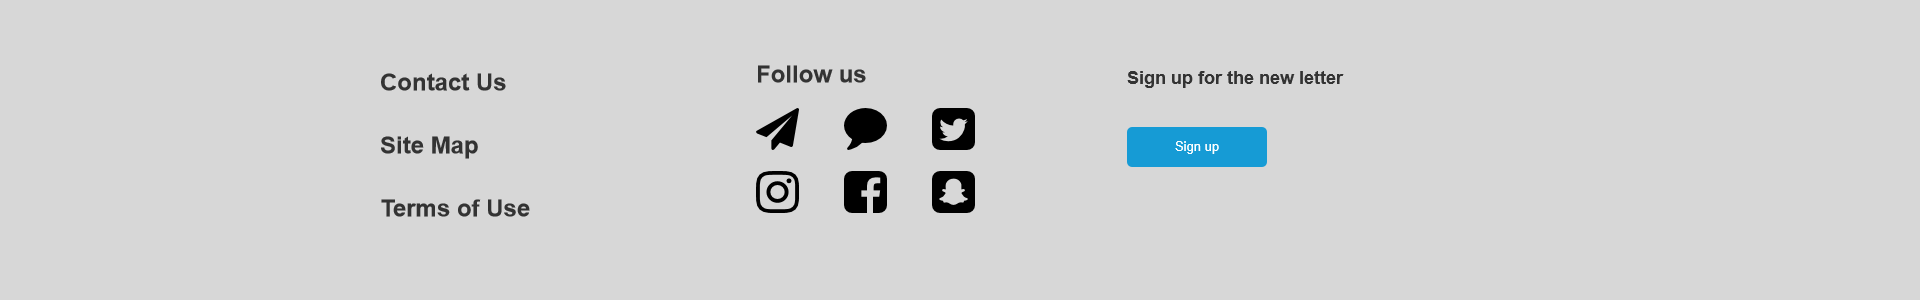 Contact Us
Site Map
Terms of Use
Follow us
Sign up for the new letter
Sign up